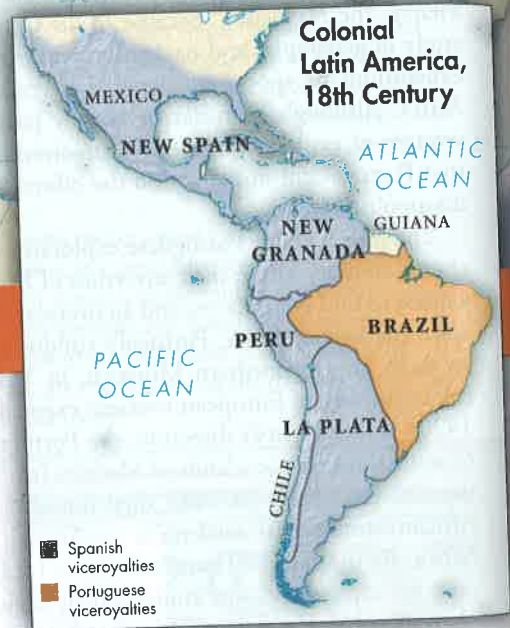 Colonial
Latin America,
18th Century
MEXICO
NEW SPAIN
ATLANTIC
OCEAN
NEW
GRANADA
GUIANA
PERU
BRAZIL
PACIFIC
OCEAN
LA PLATA
CHILE
Spanish
viceroyalties
Portuguese
viceroyalties